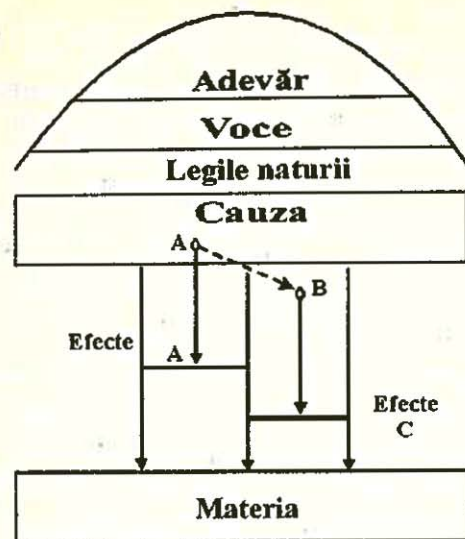 Adevăr
Voce
Legile naturii
Cauza
A
B
Efecte
A
Efecte
C
Materia